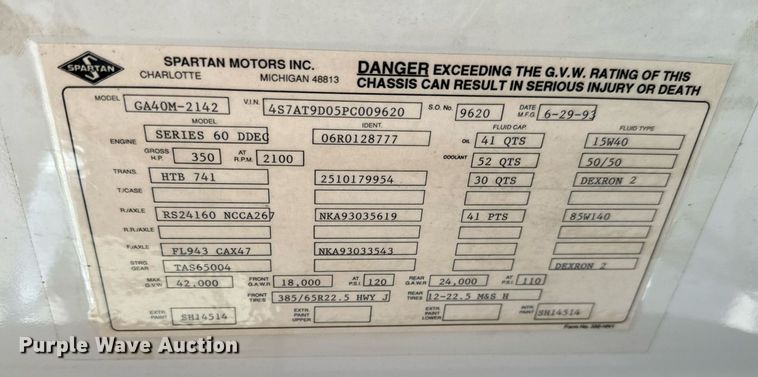 SPARTAN
SPARTAN MOTORS INC.
CHARLOTTE MICHIGAN 48813
DANGER EXCEEDING THE G.V.W. RATING OF THIS
CHASSIS CAN RESULT IN SERIOUS INJURY OR DEATH
MODEL GA40M-2142 V.I.N. 4S7AT9D05PC009620 S.O. No. 9620 DATE M.F.G. 6-29-93
MODEL IDENT. FLUID CAP. FLUID TYPE
ENGINE SERIES 60 DDEC 06R0128777 OIL 41 QTS 15W40
GROSS H.P. 350 AT R.P.M. 2100 COOLANT 52 QTS 50/50
TRANS. HTB 741 2510179954 30 QTS DEXRON 2
T/CASE
R./AXLE RS24160 NCCA267 NKA93035619 41 PTS 85W140
R.R./AXLE
F./AXLE FL943 CAX47 NKA93033543
STRG. GEAR TAS65004 DEXRON 2
MAX. G.V.W. 42,000 FRONT G.A.W.R. 18,000 AT P.S.I. 120 REAR G.A.W.R. 24,000 AT P.S.I. 110
FRONT TIRES 385/65R22.5 HWY J REAR TIRES 12-22.5 M&S H
EXTR. PAINT SH14514 EXTR. PAINT UPPER EXTR. PAINT LOWER INTR. PAINT SH14514
Purple Wave Auction